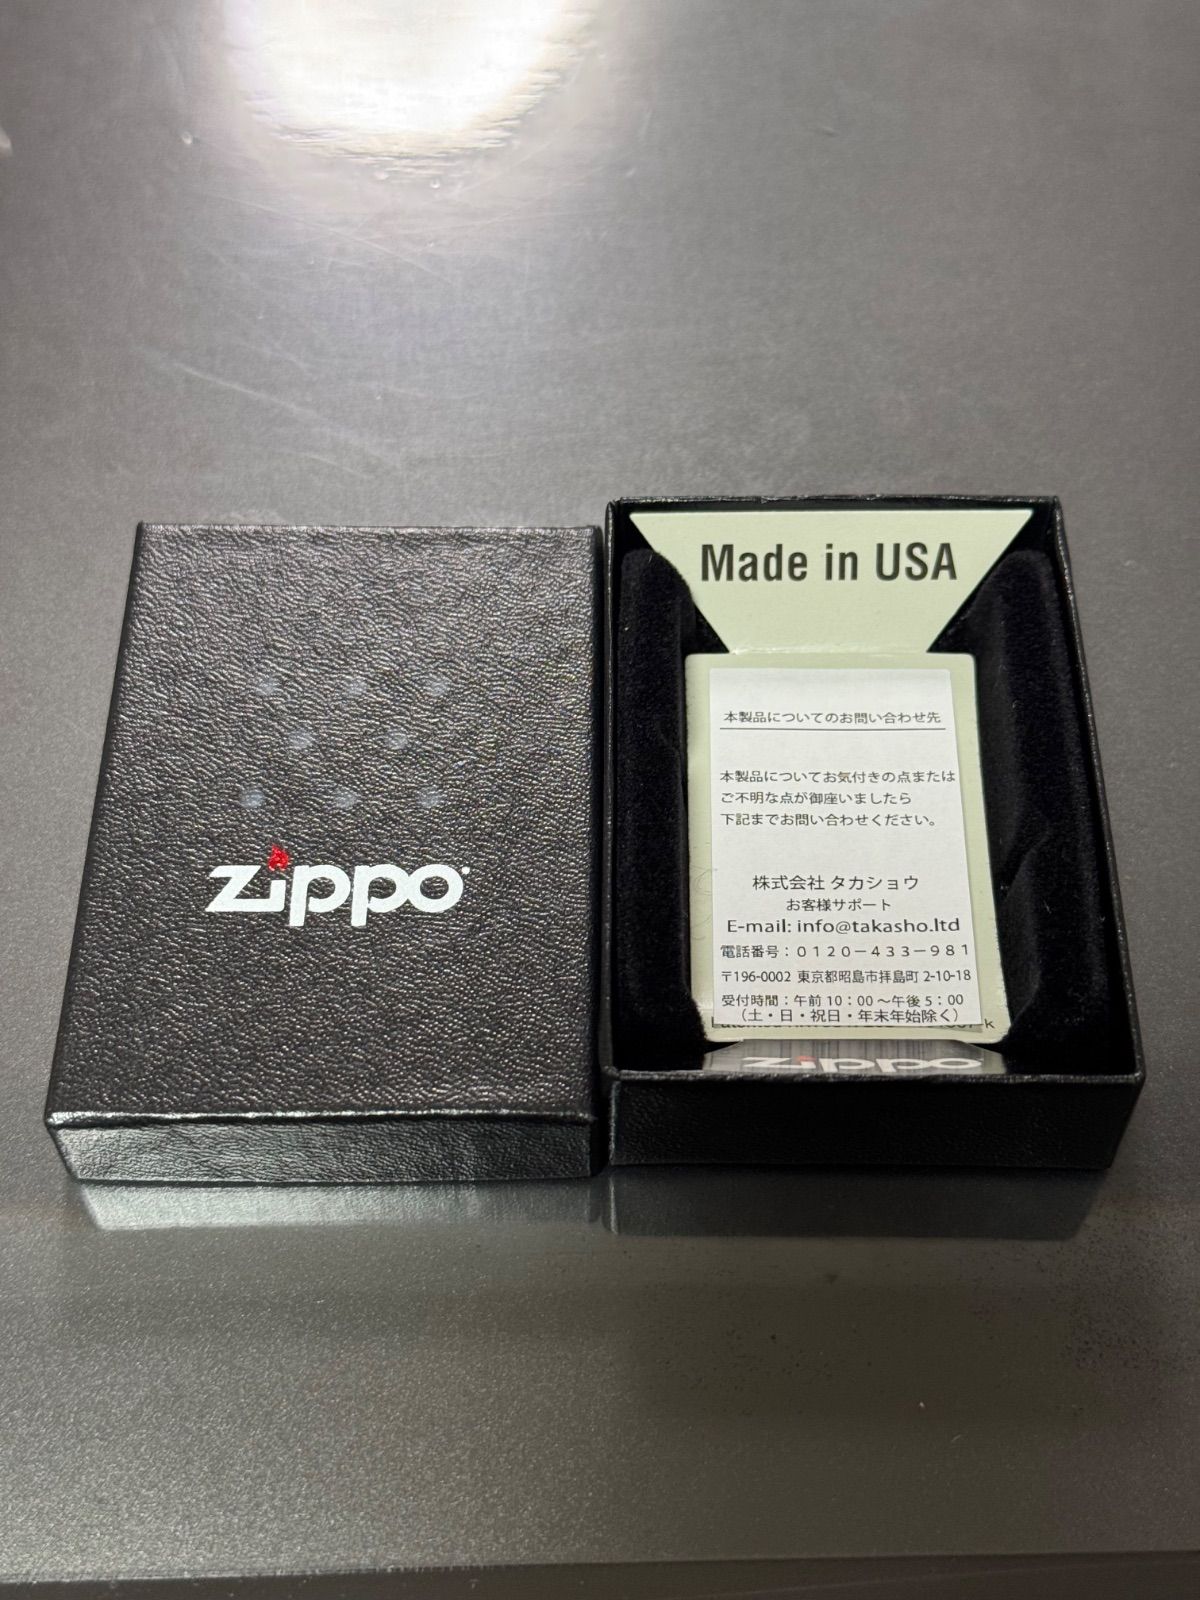 zippo
Made in USA
本製品についてのお問い合わせ先
本製品についてお気付きの点または
ご不明な点が御座いましたら
下記までお問い合わせください。
株式会社 タカショウ
お客様サポート
E-mail: info@takasho.ltd
電話番号：0120－433－981
〒196-0002 東京都昭島市拝島町 2-10-18
受付時間：午前 10：00 ～午後 5：00
（土・日・祝日・年末年始除く）
zippo